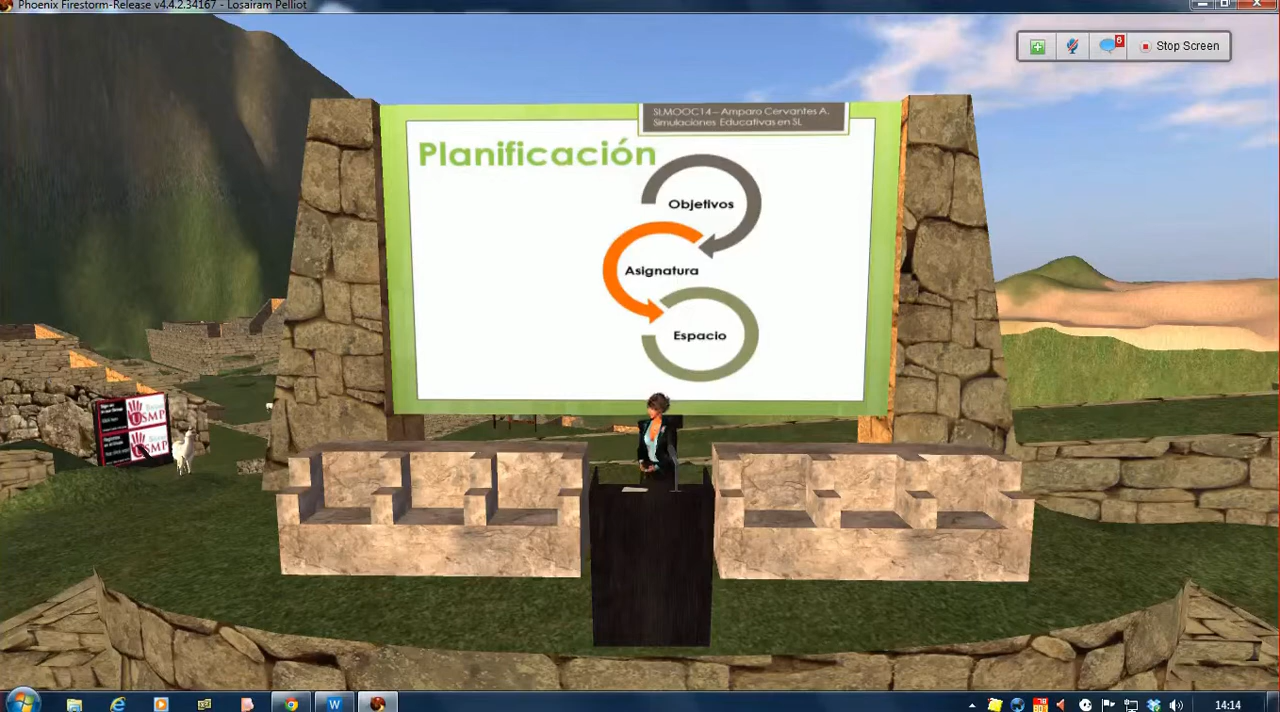 Phoenix Firestorm-Release v4.4.2.34167 - Losairam Pelliot
6
Stop Screen
SLMOOC14 – Amparo Cervantes A.
Simulaciones Educativas en SL
Planificación
Objetivos
Asignatura
Espacio
USMP
USMP
14:14